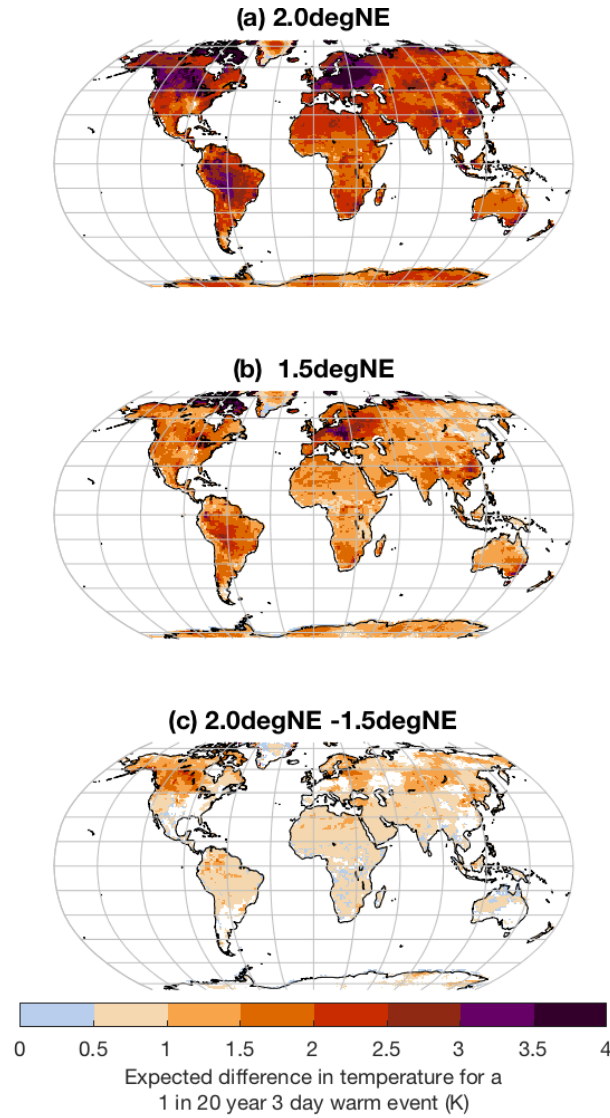 (a) 2.0degNE
(b) 1.5degNE
(c) 2.0degNE -1.5degNE
0 0.5 1 1.5 2 2.5 3 3.5 4
Expected difference in temperature for a
1 in 20 year 3 day warm event (K)